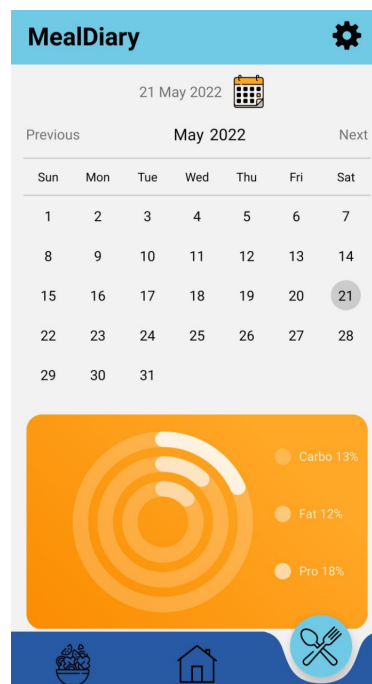 MealDiary
21 May 2022
Previous May 2022 Next
Sun Mon Tue Wed Thu Fri Sat
1 2 3 4 5 6 7
8 9 10 11 12 13 14
15 16 17 18 19 20 21
22 23 24 25 26 27 28
29 30 31
Carbo 13%
Fat 12%
Pro 18%